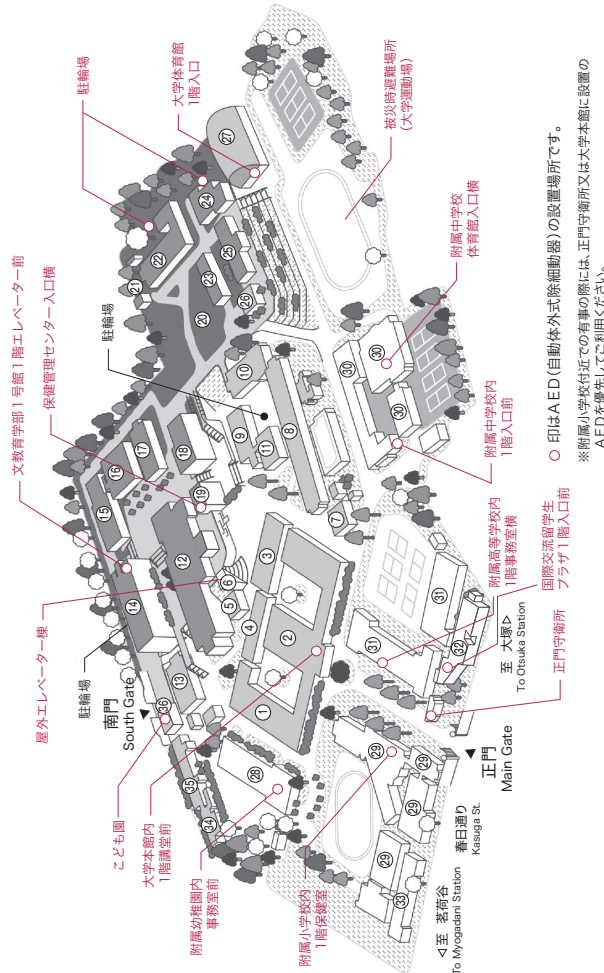 駐輪場
大学体育館
1階入口
被災時避難場所
(大学運動場)
附属中学校
体育館入口横
駐輪場
文教育学部1号館1階エレベーター前
保健管理センター入口横
屋外エレベーター棟
駐輪場
南門
South Gate
こども園
大学本館内
1階講堂前
附属幼稚園内
事務室前
附属小学校内
1階保健室
附属中学校内
1階入口前
附属高等学校内
1階事務室横
国際交流留学生
プラザ1階入口前
正門守衛所
至 大塚▷
To Otsuka Station
正門
Main Gate
春日通り
Kasuga St.
◁至 茗荷谷
To Myogadani Station
①
②
③
④
⑤
⑥
⑦
⑧
⑨
⑩
⑪
⑫
⑬
⑭
⑮
⑯
⑰
⑱
⑲
⑳
㉑
㉒
㉓
㉔
㉕
㉖
㉗
㉘
㉙
㉙
㉙
㉙
㉚
㉚
㉚
㉛
㉛
㉜
㉝
㉞
㉟
㊱
○ 印はAED(自動体外式除細動器)の設置場所です。
※附属小学校付近での有事の際には、正門守衛所又は大学本館に設置の
AEDを優先してご利用ください。